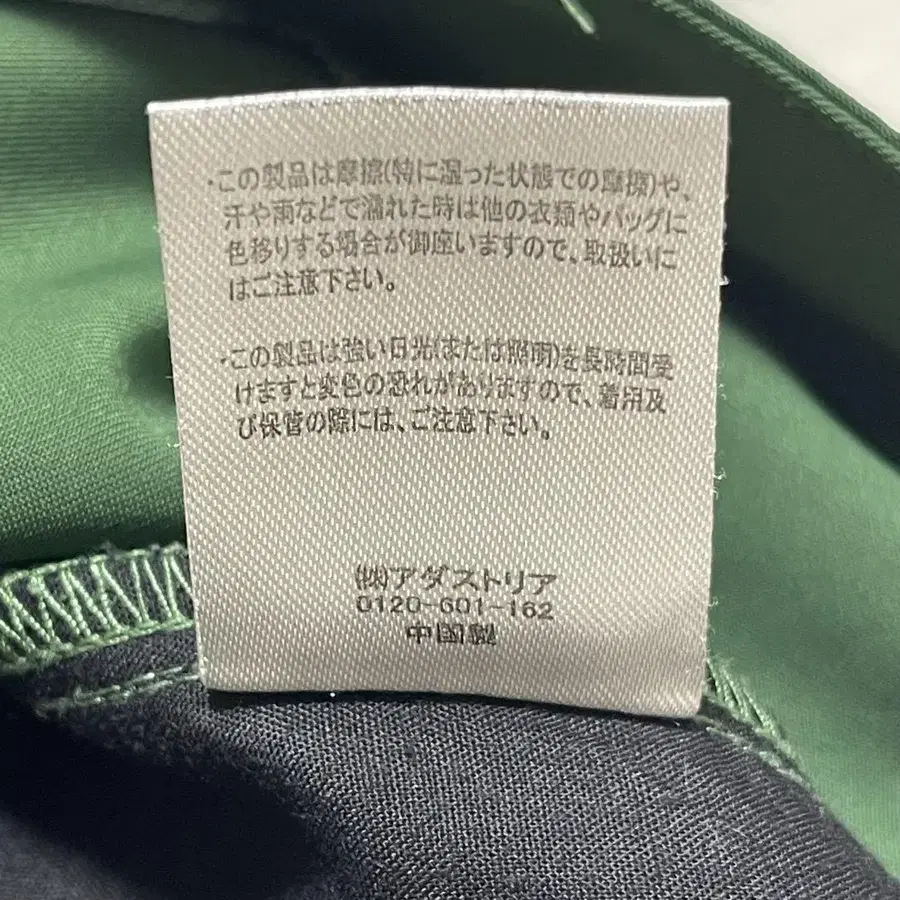 ・この製品は摩擦(特に湿った状態での摩擦)や、
汗や雨などで濡れた時は他の衣類やバッグに
色移りする場合が御座いますので、取扱いに
はご注意下さい。
・この製品は強い日光(または照明)を長時間受
けますと変色の恐れがありますので、着用及
び保管の際には、ご注意下さい。
㈱アダストリア
0120-601-162
中国製